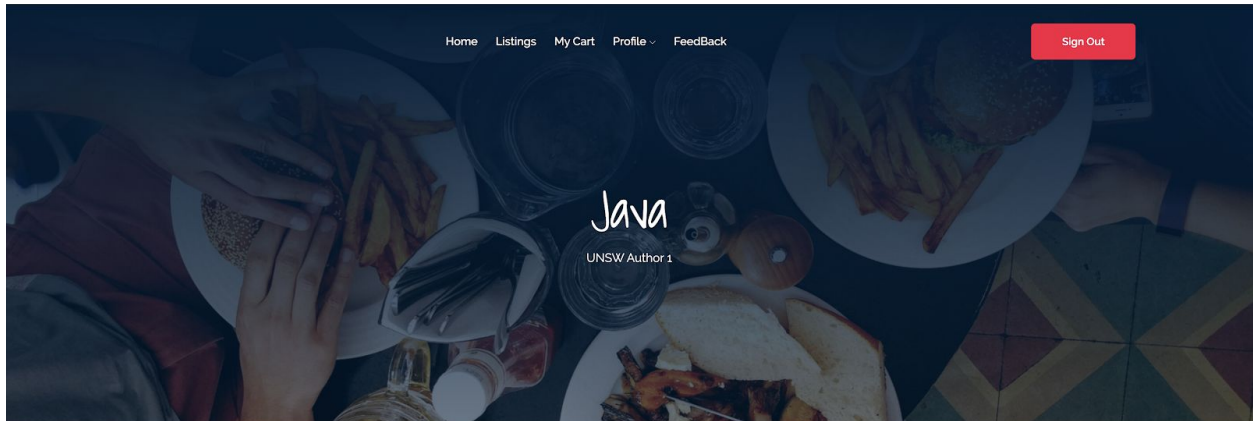 Home Listings My Cart Profile FeedBack Sign Out
Java
UNSW Author 1